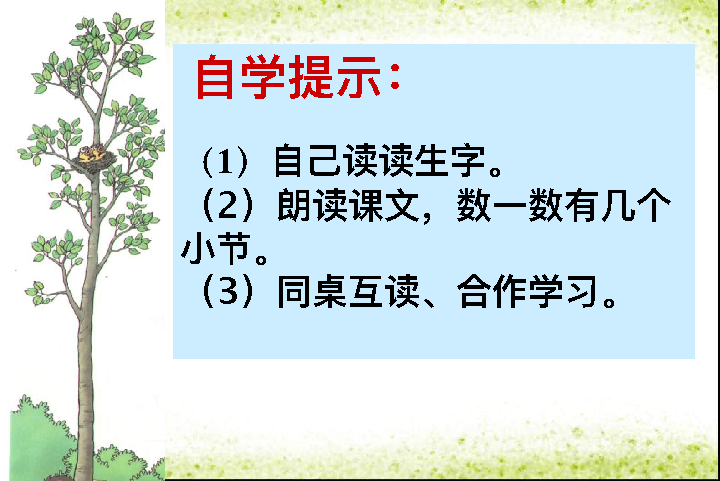 自学提示：
（1）自己读读生字。
（2）朗读课文，数一数有几个
小节。
（3）同桌互读、合作学习。